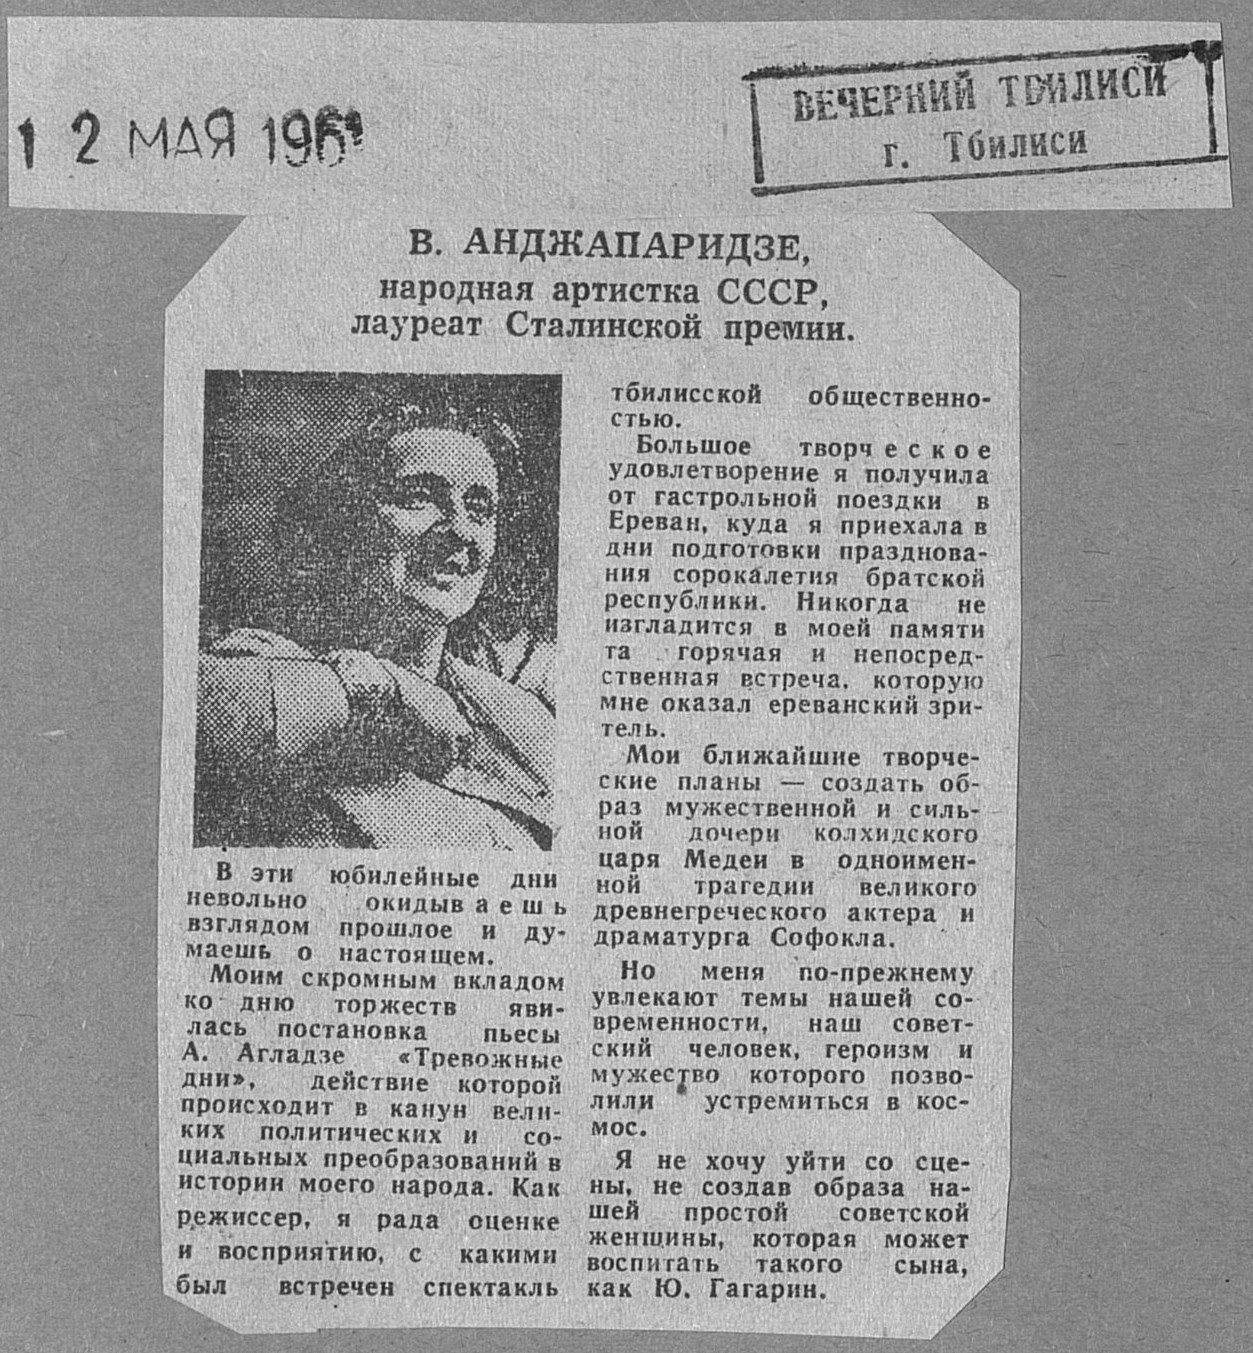 12 МАЯ 1961
ВЕЧЕРНИЙ ТБИЛИСИ
г. Тбилиси
В. АНДЖАПАРИДЗЕ,
народная артистка СССР,
лауреат Сталинской премии.
В эти юбилейные дни
невольно окидываешь
взглядом прошлое и ду-
маешь о настоящем.
Моим скромным вкладом
ко дню торжеств яви-
лась постановка пьесы
А. Агладзе «Тревожные
дни», действие которой
происходит в канун вели-
ких политических и со-
циальных преобразований в
истории моего народа. Как
режиссер, я рада оценке
и восприятию, с какими
был встречен спектакль
тбилисской общественно-
стью.
Большое творческое
удовлетворение я получила
от гастрольной поездки в
Ереван, куда я приехала в
дни подготовки празднова-
ния сорокалетия братской
республики. Никогда не
изгладится в моей памяти
та горячая и непосред-
ственная встреча, которую
мне оказал ереванский зри-
тель.
Мои ближайшие творче-
ские планы — создать об-
раз мужественной и силь-
ной дочери колхидского
царя Медеи в одноимен-
ной трагедии великого
древнегреческого актера и
драматурга Софокла.
Но меня по-прежнему
увлекают темы нашей со-
временности, наш совет-
ский человек, героизм и
мужество которого позво-
лили устремиться в кос-
мос.
Я не хочу уйти со сце-
ны, не создав образа на-
шей простой советской
женщины, которая может
воспитать такого сына,
как Ю. Гагарин.